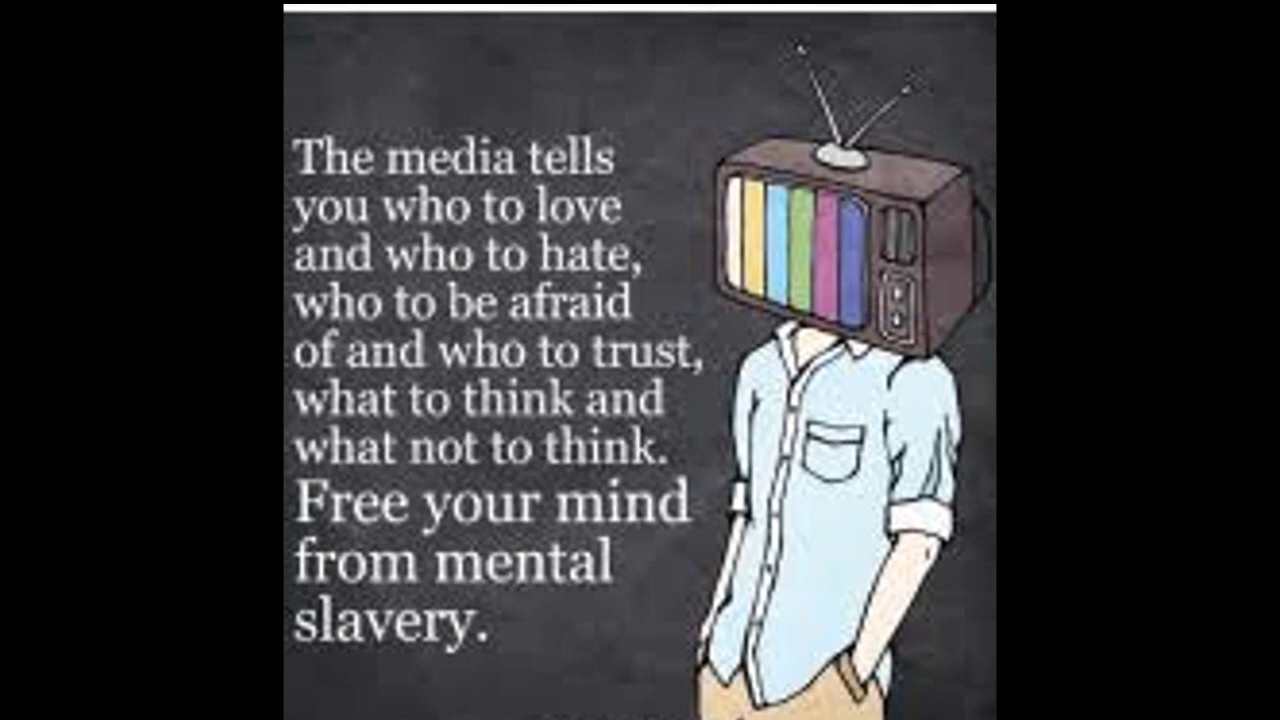 The media tells
you who to love
and who to hate,
who to be afraid
of and who to trust,
what to think and
what not to think.
Free your mind
from mental
slavery.